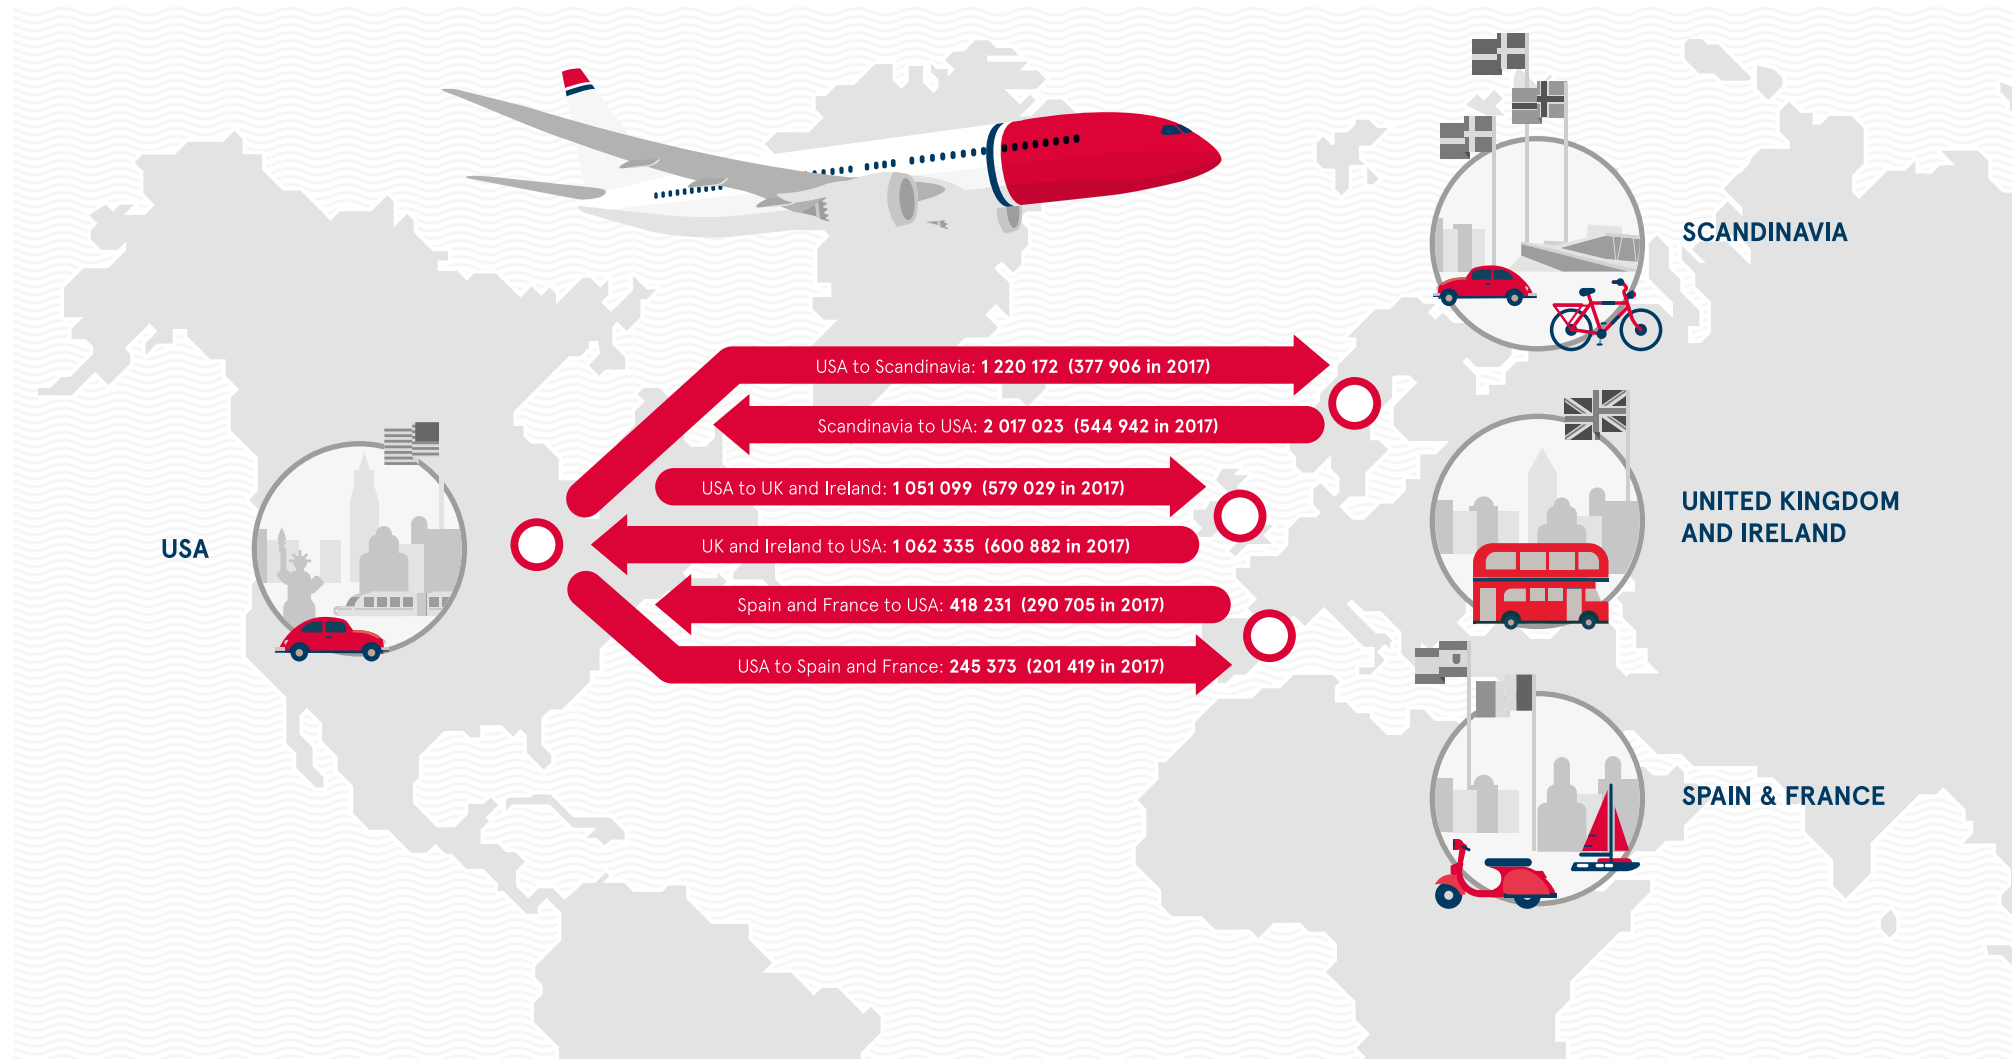 SCANDINAVIA
USA to Scandinavia: 1 220 172 (377 906 in 2017)
Scandinavia to USA: 2 017 023 (544 942 in 2017)
USA to UK and Ireland: 1 051 099 (579 029 in 2017)
UK and Ireland to USA: 1 062 335 (600 882 in 2017)
Spain and France to USA: 418 231 (290 705 in 2017)
USA to Spain and France: 245 373 (201 419 in 2017)
USA
UNITED KINGDOM
AND IRELAND
SPAIN & FRANCE